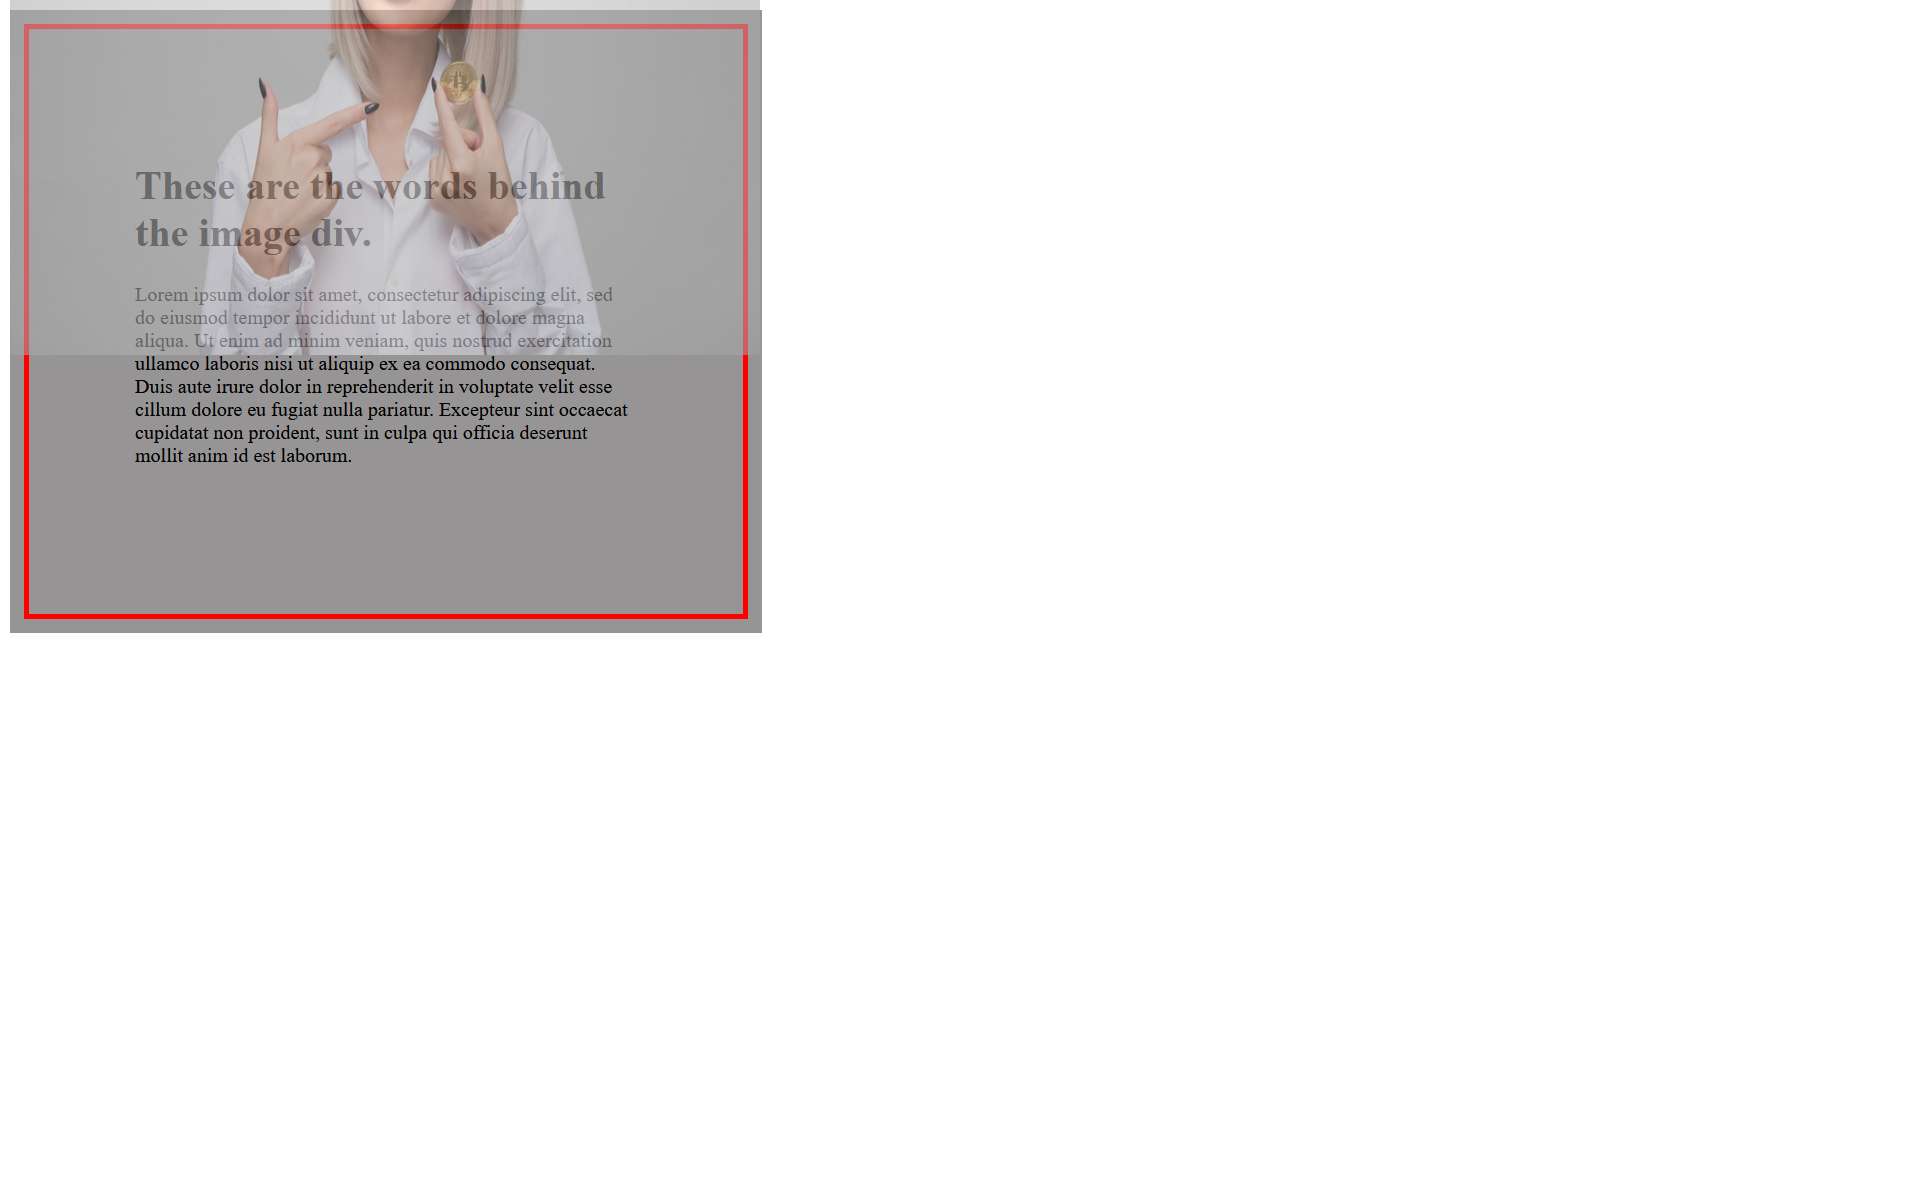 These are the words behind
the image div.
Lorem ipsum dolor sit amet, consectetur adipiscing elit, sed
do eiusmod tempor incididunt ut labore et dolore magna
aliqua. Ut enim ad minim veniam, quis nostrud exercitation
ullamco laboris nisi ut aliquip ex ea commodo consequat.
Duis aute irure dolor in reprehenderit in voluptate velit esse
cillum dolore eu fugiat nulla pariatur. Excepteur sint occaecat
cupidatat non proident, sunt in culpa qui officia deserunt
mollit anim id est laborum.